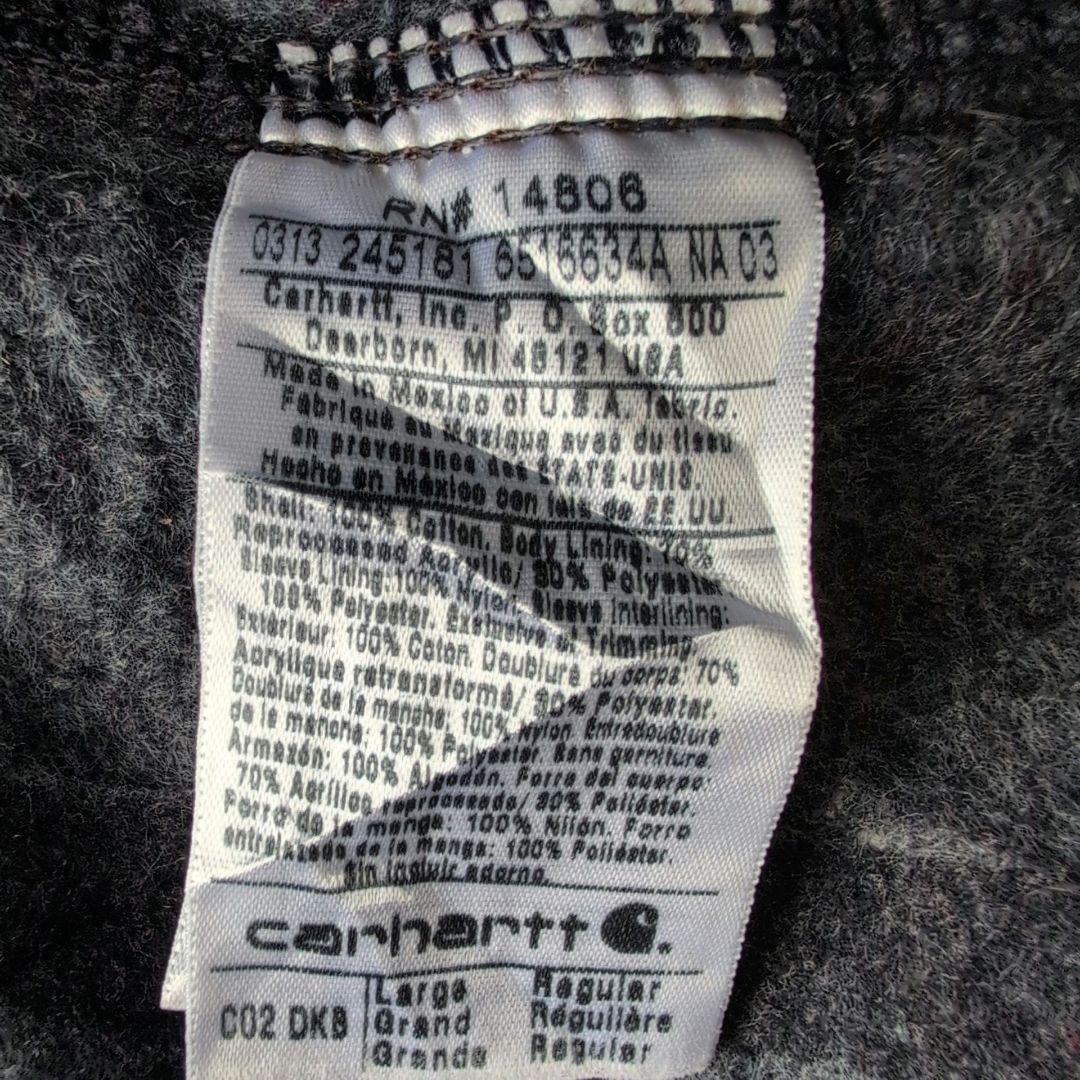 RN# 14806
0313 245181 6516634A NA 03
Carhartt, Inc. P. O. Box 600
Dearborn, MI 48121 USA
Made in Mexico of U.S.A. fabric.
Fabriqué au Mexique avec du tissu
en provenance des ÉTATS-UNIS.
Hecho en México con tela de EE UU.
Shell: 100% Cotton. Body Lining: 70%
Reprocessed Acrylic/ 30% Polyester
Sleeve Lining: 100% Nylon. Sleeve Interlining:
100% Polyester. Exclusive of Trimming.
Extérieur: 100% Coton. Doublure du corps: 70%
Acrylique retransformé/ 30% Polyester.
Doublure de la manche: 100% Nylon. Entredoublure
de la manche: 100% Polyester. Sans garniture.
Armazón: 100% Algodón. Forro del cuerpo:
70% Acrílico reprocesado/ 30% Poliéster.
Forro de la manga: 100% Nilón. Forro
entrelazado de la manga: 100% Poliéster.
Sin incluir adorno.
carhartt
C02 DKB
Large Regular
Grand Régulière
Grande Regular